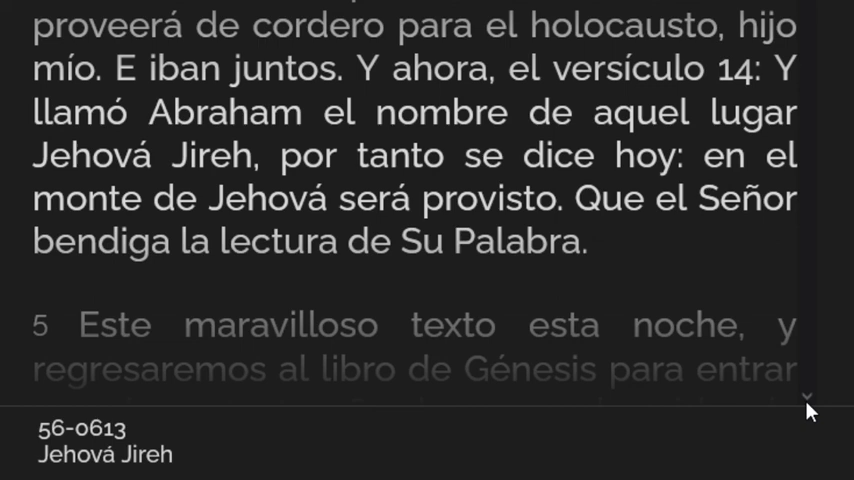 proveerá de cordero para el holocausto, hijo
mío. E iban juntos. Y ahora, el versículo 14: Y
llamó Abraham el nombre de aquel lugar
Jehová Jireh, por tanto se dice hoy: en el
monte de Jehová será provisto. Que el Señor
bendiga la lectura de Su Palabra.
5 Este maravilloso texto esta noche, y
regresaremos al libro de Génesis para entrar
56-0613
Jehová Jireh